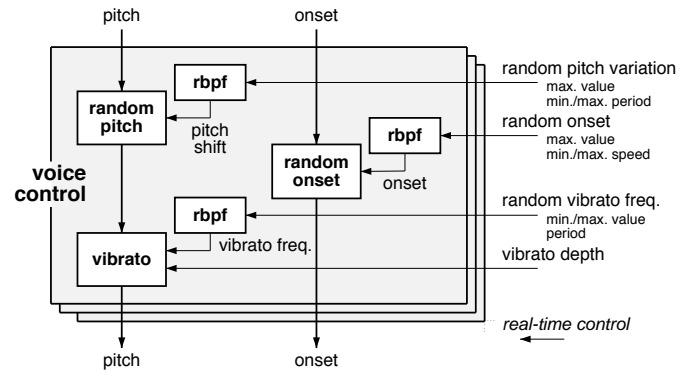 pitch
onset
rbpf
random pitch variation
max. value
min./max. period
random
pitch
pitch
shift
rbpf
random onset
max. value
min./max. speed
voice
control
random
onset
onset
rbpf
random vibrato freq.
min./max. value
period
vibrato freq.
vibrato
vibrato depth
real-time control
pitch
onset